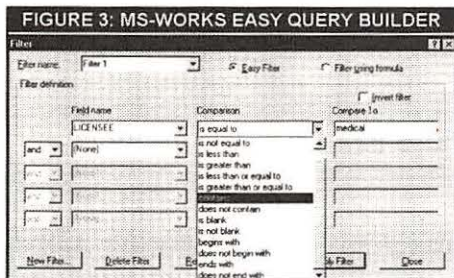 FIGURE 3: MS-WORKS EASY QUERY BUILDER
Filter
Filter name: Filter 1 Easy Filter Filter using formula
Filter definition
Invert filter
Field name Comparison Compare To
LICENSEE is equal to medical
is not equal to
and (None) is less than
is greater than
is less than or equal to
is greater than or equal to
contains
does not contain
is blank
is not blank
begins with
does not begin with
ends with
does not end with
New Filter... Delete Filter Filter Close